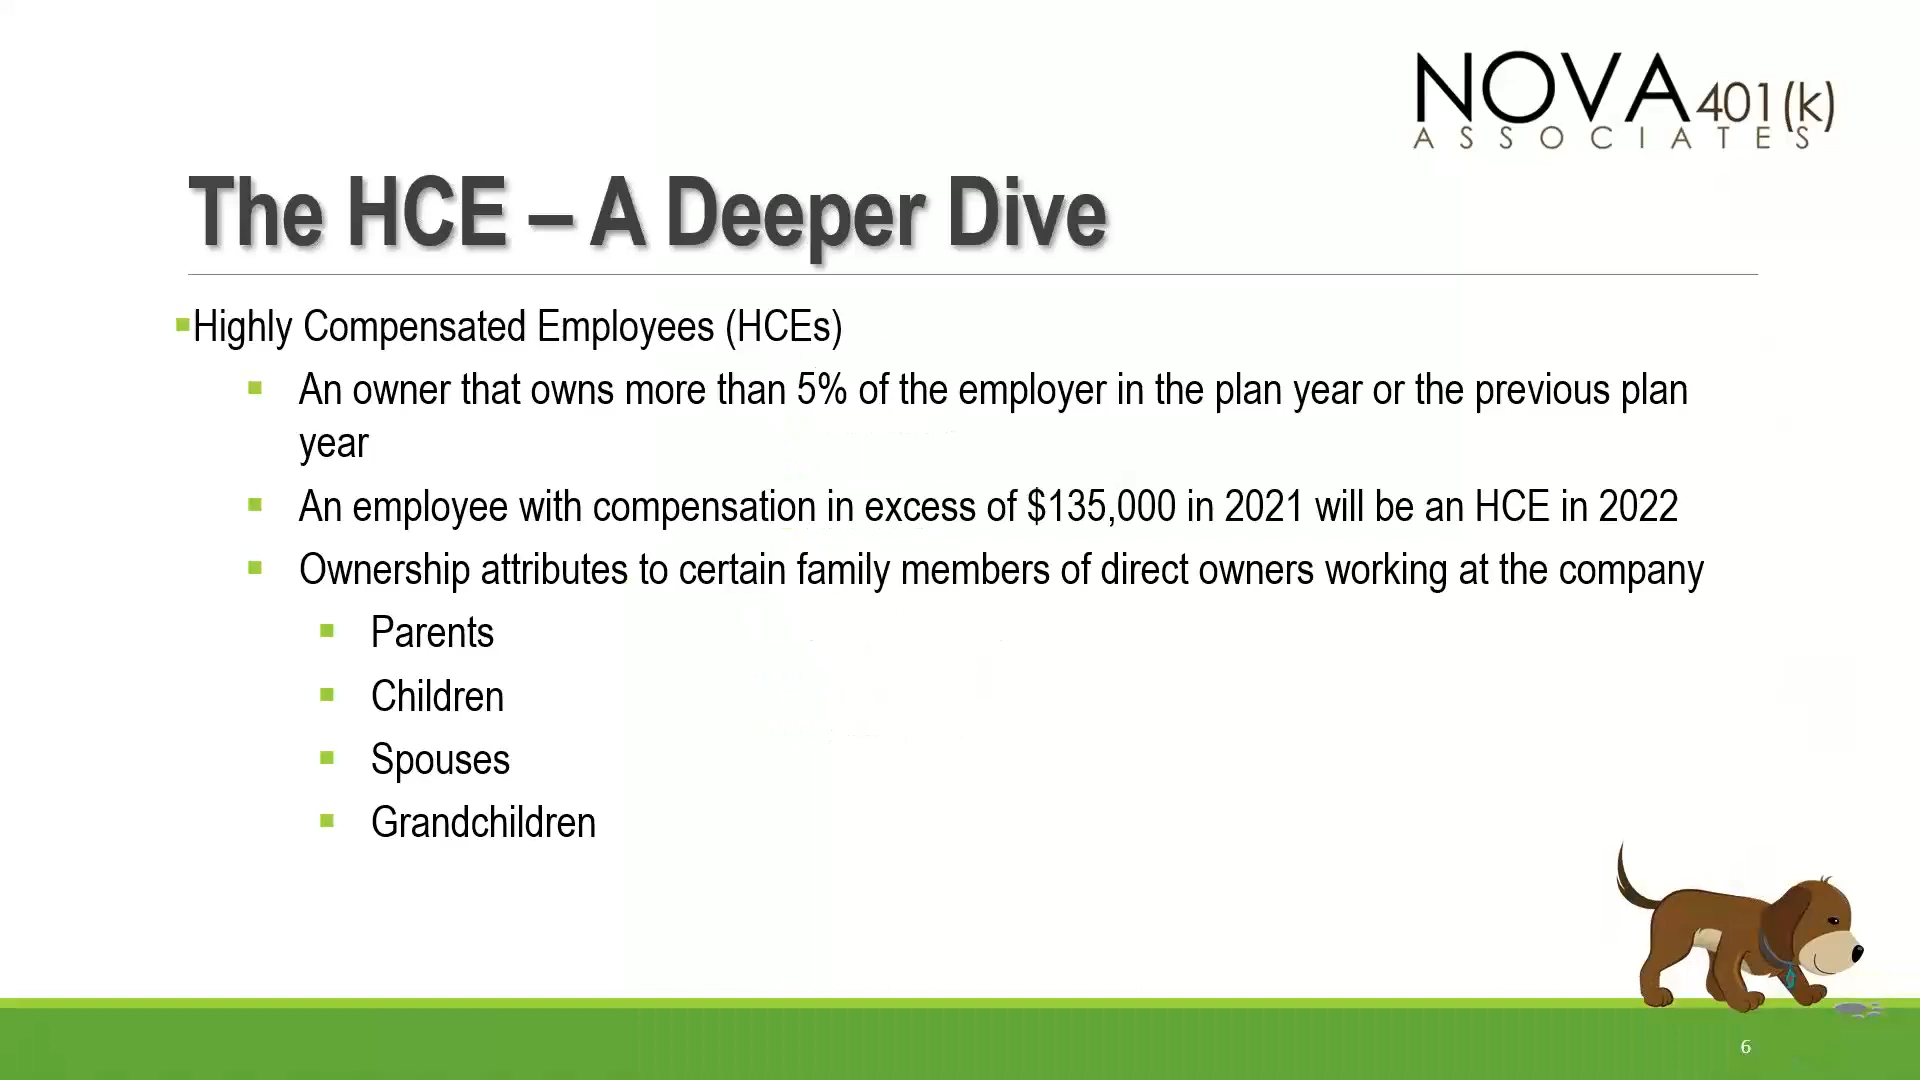 NOVA 401(k)
ASSOCIATES
The HCE – A Deeper Dive
▪Highly Compensated Employees (HCEs)
▪ An owner that owns more than 5% of the employer in the plan year or the previous plan
year
▪ An employee with compensation in excess of $135,000 in 2021 will be an HCE in 2022
▪ Ownership attributes to certain family members of direct owners working at the company
▪ Parents
▪ Children
▪ Spouses
▪ Grandchildren
6